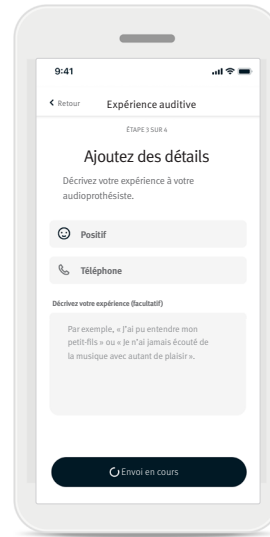 9:41
Retour Expérience auditive
ÉTAPE 3 SUR 4
Ajoutez des détails
Décrivez votre expérience à votre
audioprothésiste.
Positif
Téléphone
Décrivez votre expérience (facultatif)
Par exemple, « J'ai pu entendre mon
petit-fils » ou « Je n'ai jamais écouté de
la musique avec autant de plaisir ».
Envoi en cours